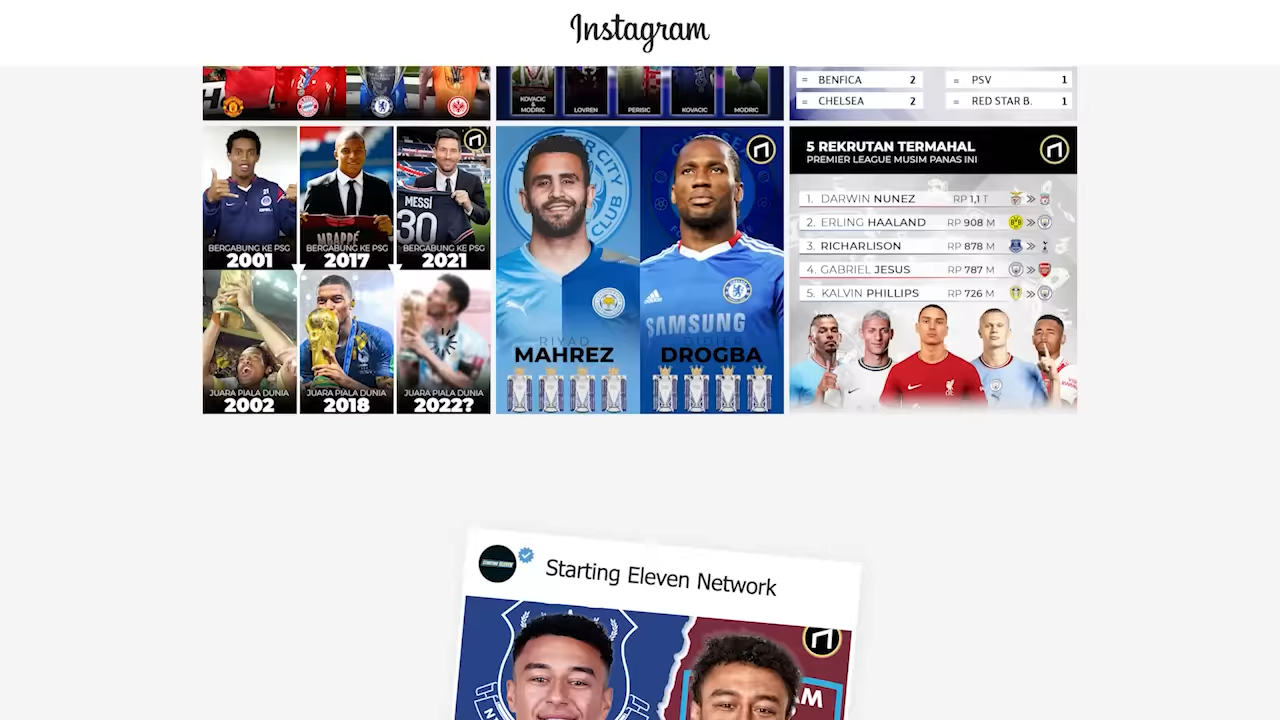 Instagram
KOVACIC
&
MODRIC
LOVREN
PERISIC
KOVACIC
MODRIC
= BENFICA 2
= PSV 1
= CHELSEA 2
= RED STAR B. 1
BERGABUNG KE PSG
2001
MBAPPÉ
BERGABUNG KE PSG
2017
MESSI
30
BERGABUNG KE PSG
2021
JUARA PIALA DUNIA
2002
JUARA PIALA DUNIA
2018
JUARA PIALA DUNIA
2022?
RIYAD
MAHREZ
SAMSUNG
DIDIER
DROGBA
5 REKRUTAN TERMAHAL
PREMIER LEAGUE MUSIM PANAS INI
1. DARWIN NUNEZ RP 1,1 T
2. ERLING HAALAND RP 908 M
3. RICHARLISON RP 878 M
4. GABRIEL JESUS RP 787 M
5. KALVIN PHILLIPS RP 726 M
STARTING ELEVEN
Starting Eleven Network